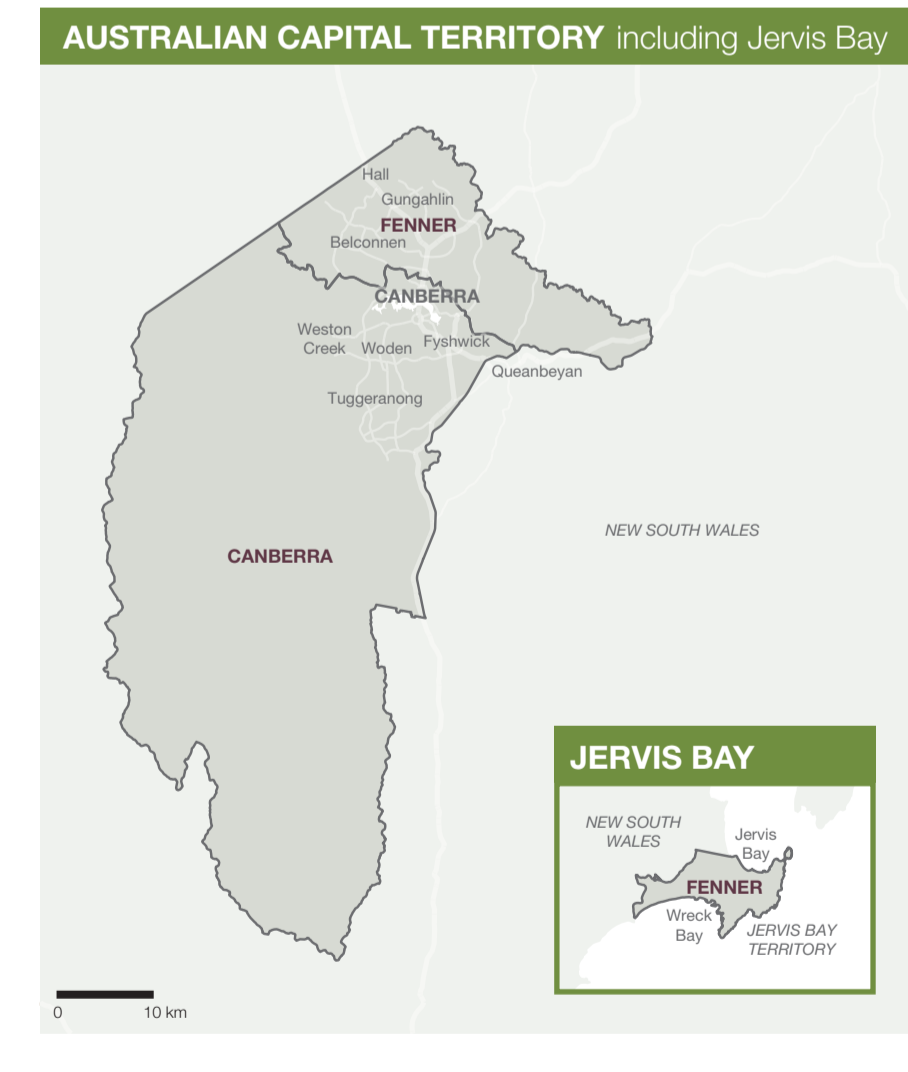 AUSTRALIAN CAPITAL TERRITORY including Jervis Bay
Hall
Gungahlin
FENNER
Belconnen
CANBERRA
Weston
Creek
Woden
Fyshwick
Queanbeyan
Tuggeranong
NEW SOUTH WALES
CANBERRA
JERVIS BAY
NEW SOUTH
WALES
Jervis
Bay
FENNER
Wreck
Bay
JERVIS BAY
TERRITORY
0 10 km